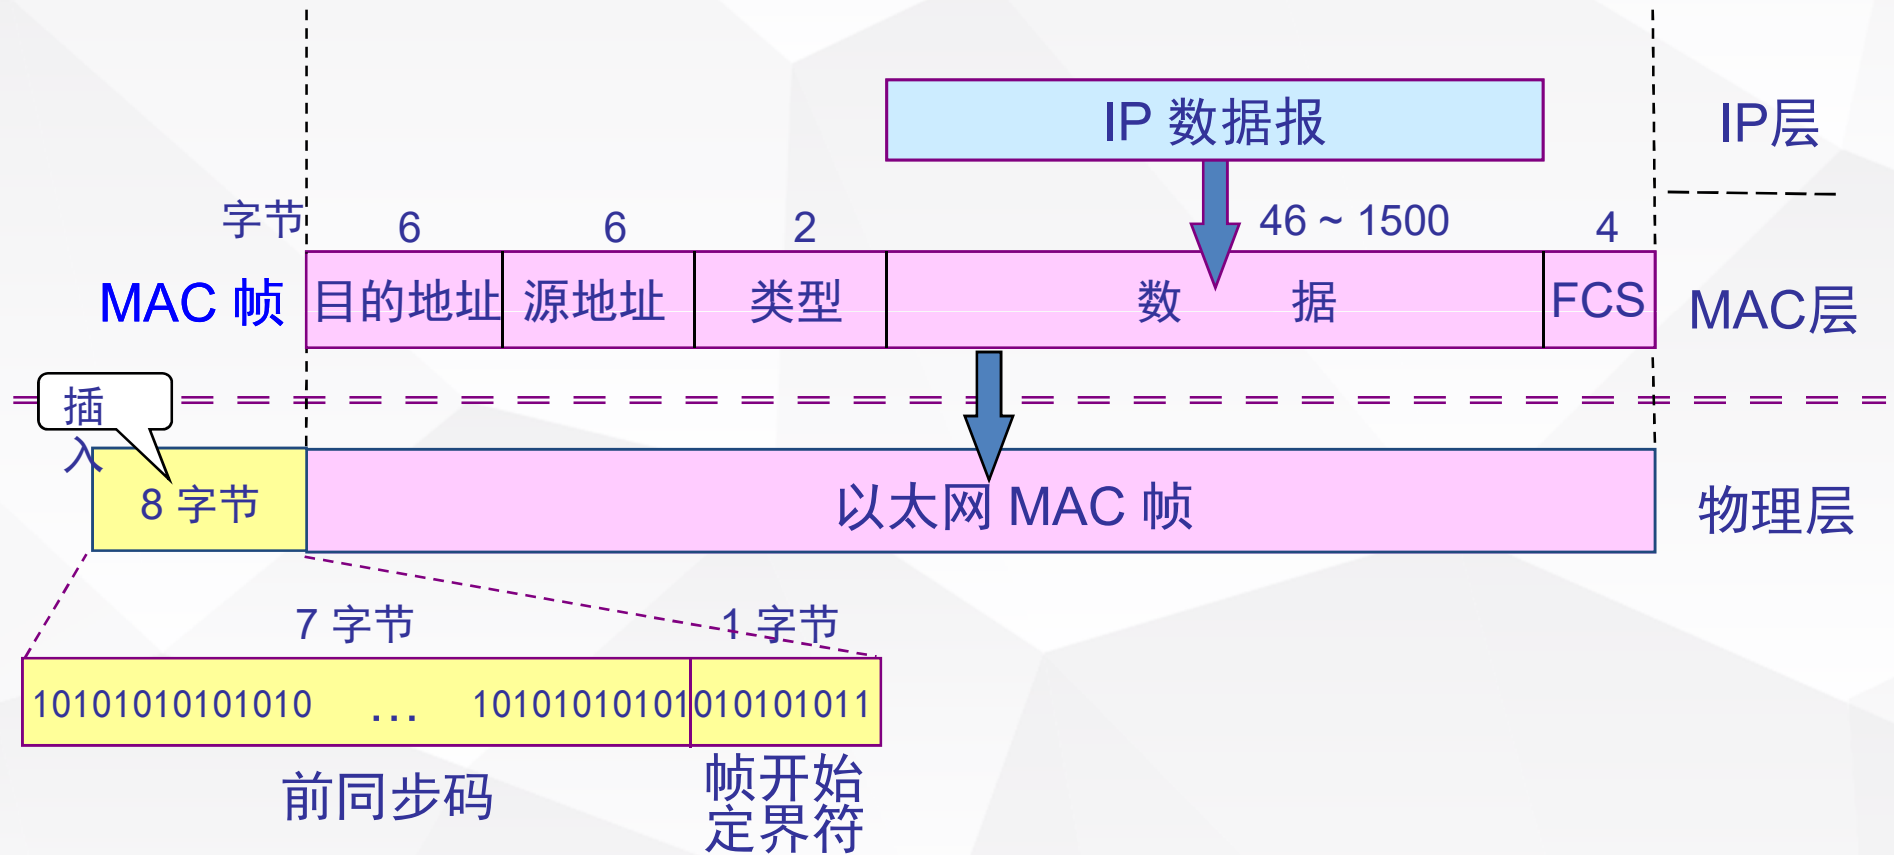 IP 数据报
IP层
字节 6 6 2 46 ~ 1500 4
MAC 帧 目的地址 源地址 类型 数 据 FCS MAC层
插
入
8 字节 以太网 MAC 帧 物理层
7 字节 1 字节
10101010101010 … 10101010101 010101011
前同步码
帧开始
定界符